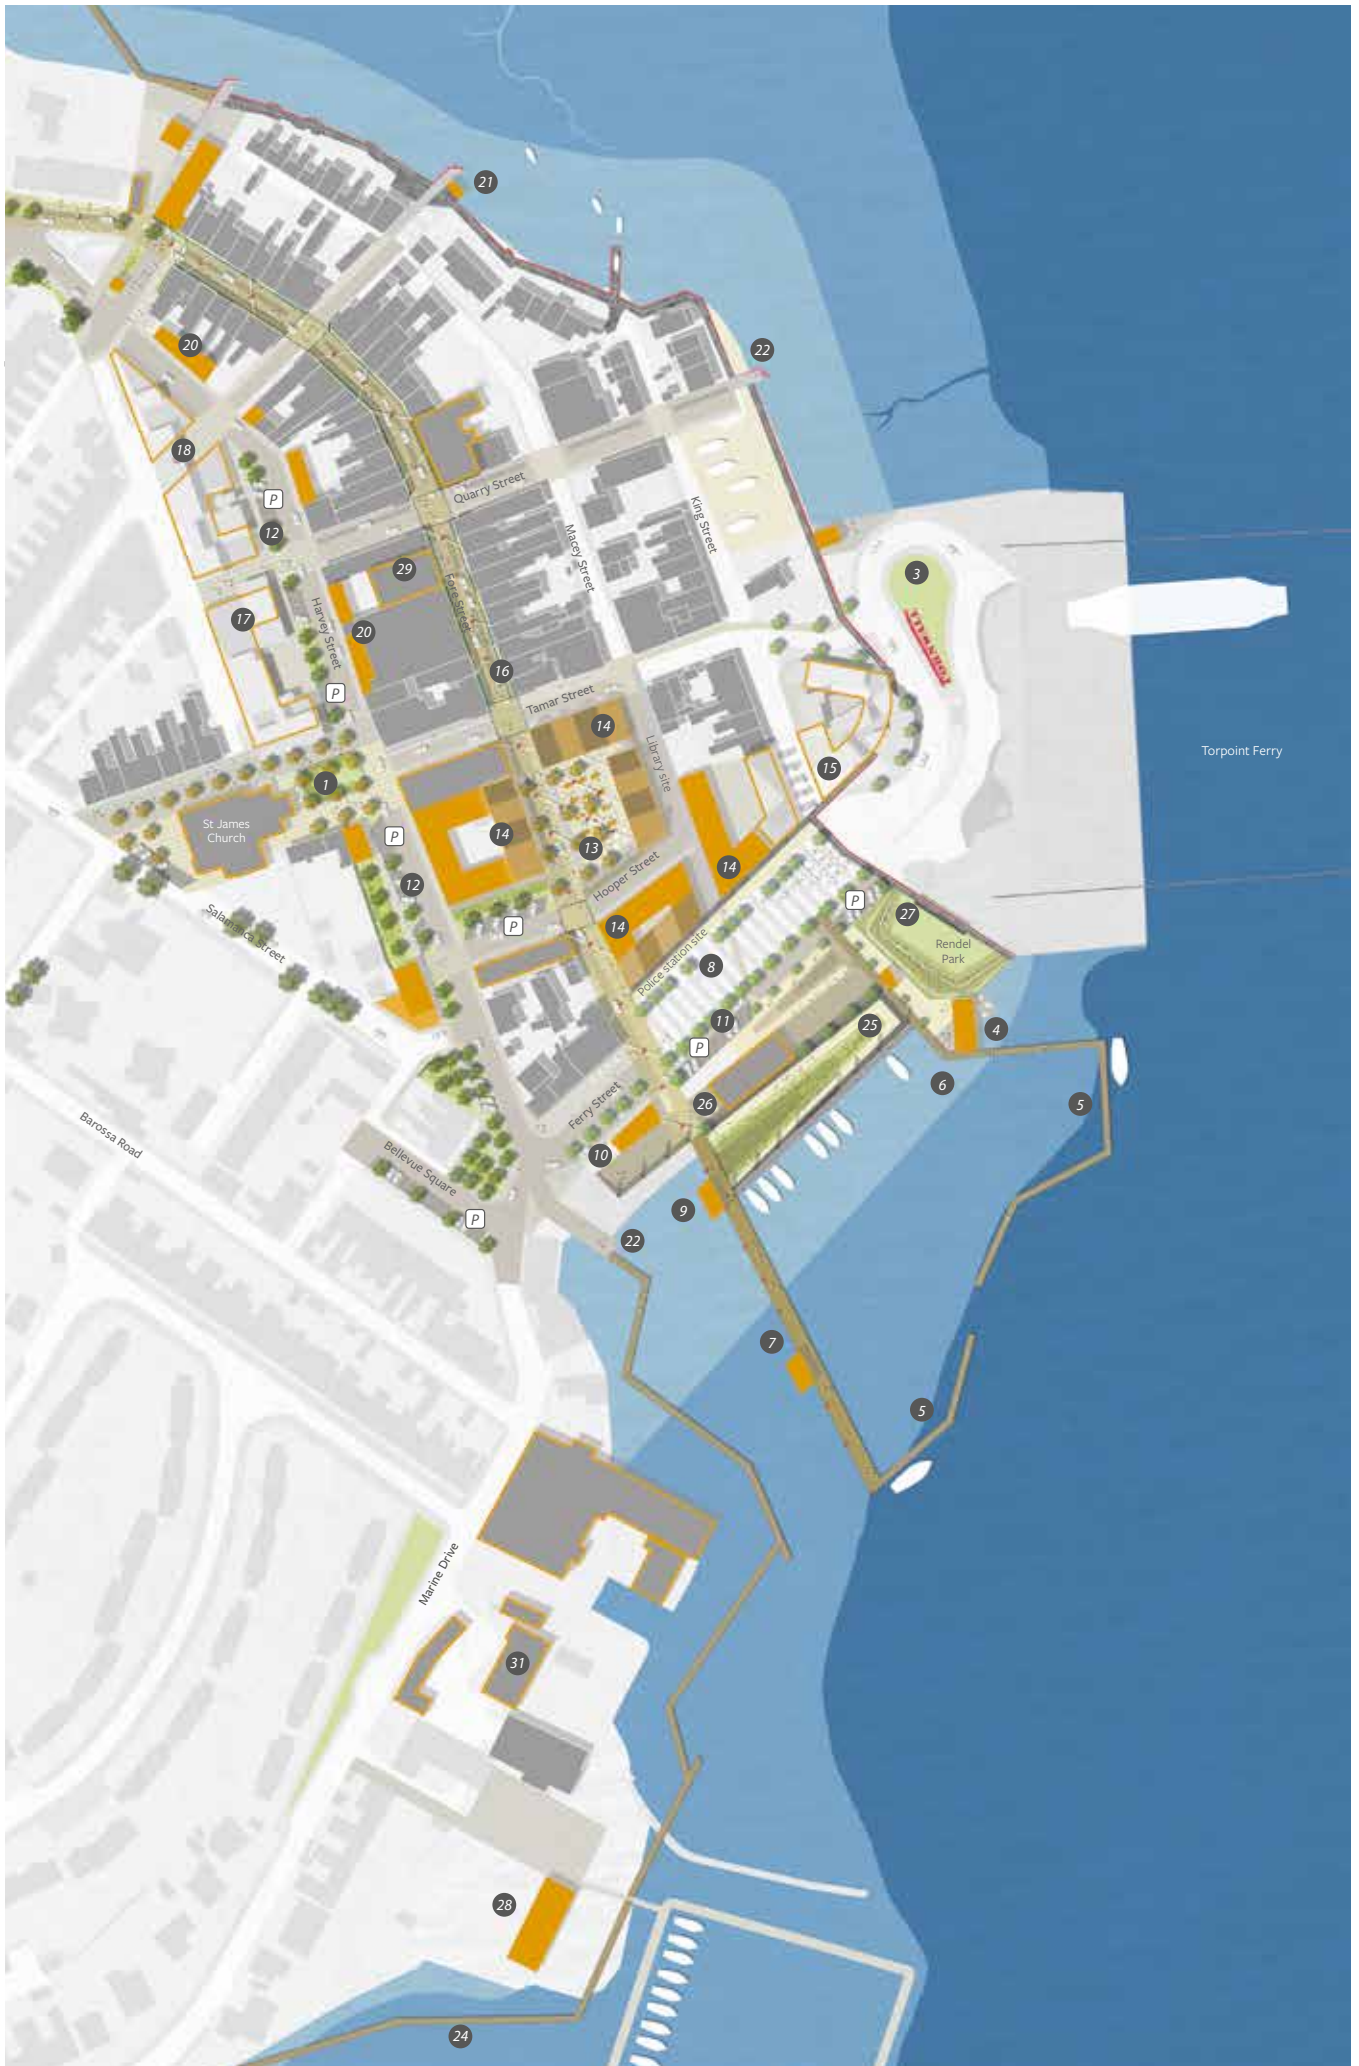 21
22
20
18
P
12
Quarry Street
King Street
Macey Street
3
CORNWALL
29
Fore Street
17
Harvey Street
20
16
P
Tamar Street
14
Library site
15
Torpoint Ferry
1
St James
Church
P
14
13
14
Hooper Street
12
P
27
Salamanca Street
P
14
Police station site
8
Rendel
Park
11
25
4
P
6
26
5
Ferry Street
Barossa Road
10
Bellevue Square
9
P
22
7
5
Marine Drive
31
28
24